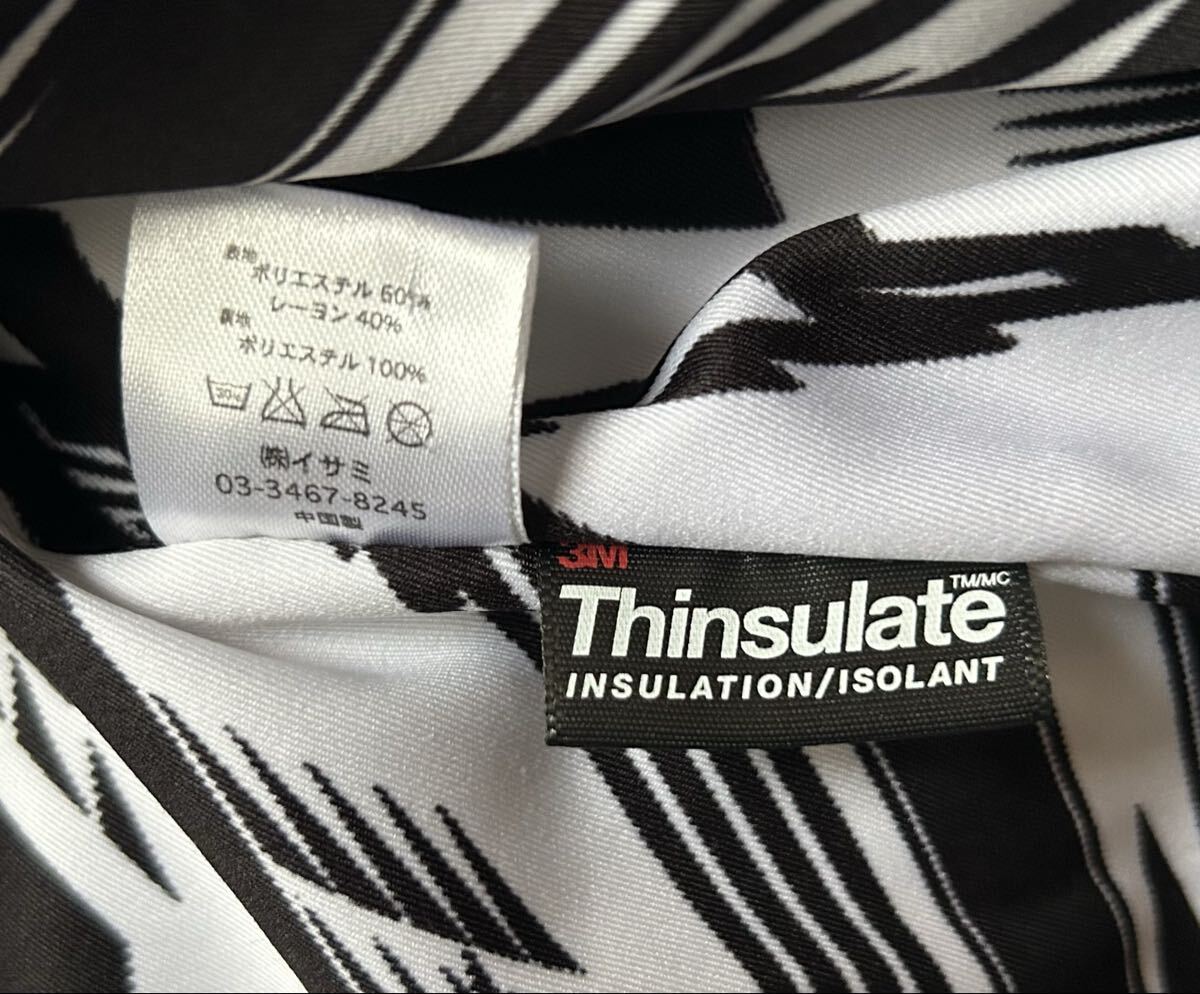 表地
ポリエステル 60%
レーヨン 40%
裏地
ポリエステル 100%
30
(株)イサミ
03-3467-8245
中国製
3M
Thinsulate TM/MC
INSULATION/ISOLANT